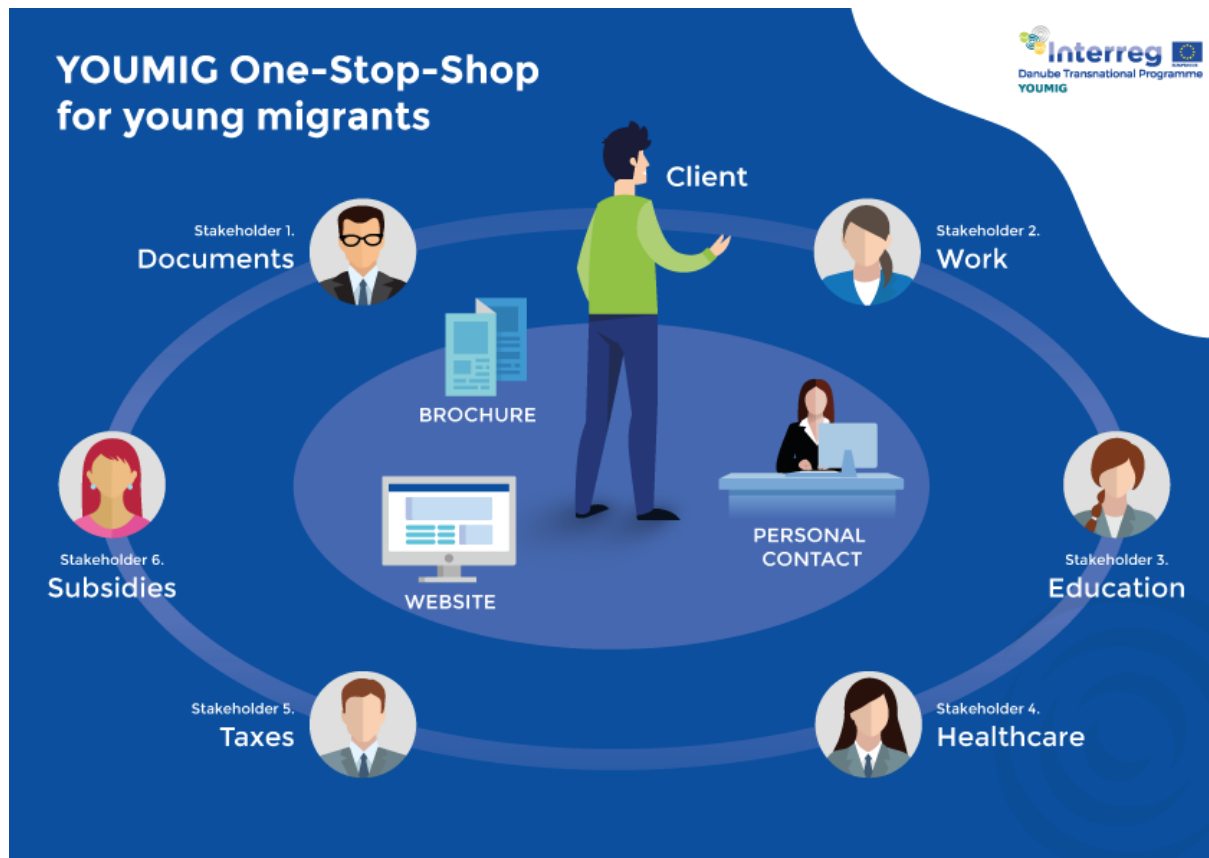 YOUMIG One-Stop-Shop
for young migrants
Interreg
Danube Transnational Programme
YOUMIG
Client
Stakeholder 1.
Documents
Stakeholder 2.
Work
BROCHURE
PERSONAL
CONTACT
WEBSITE
Stakeholder 3.
Education
Stakeholder 4.
Healthcare
Stakeholder 5.
Taxes
Stakeholder 6.
Subsidies